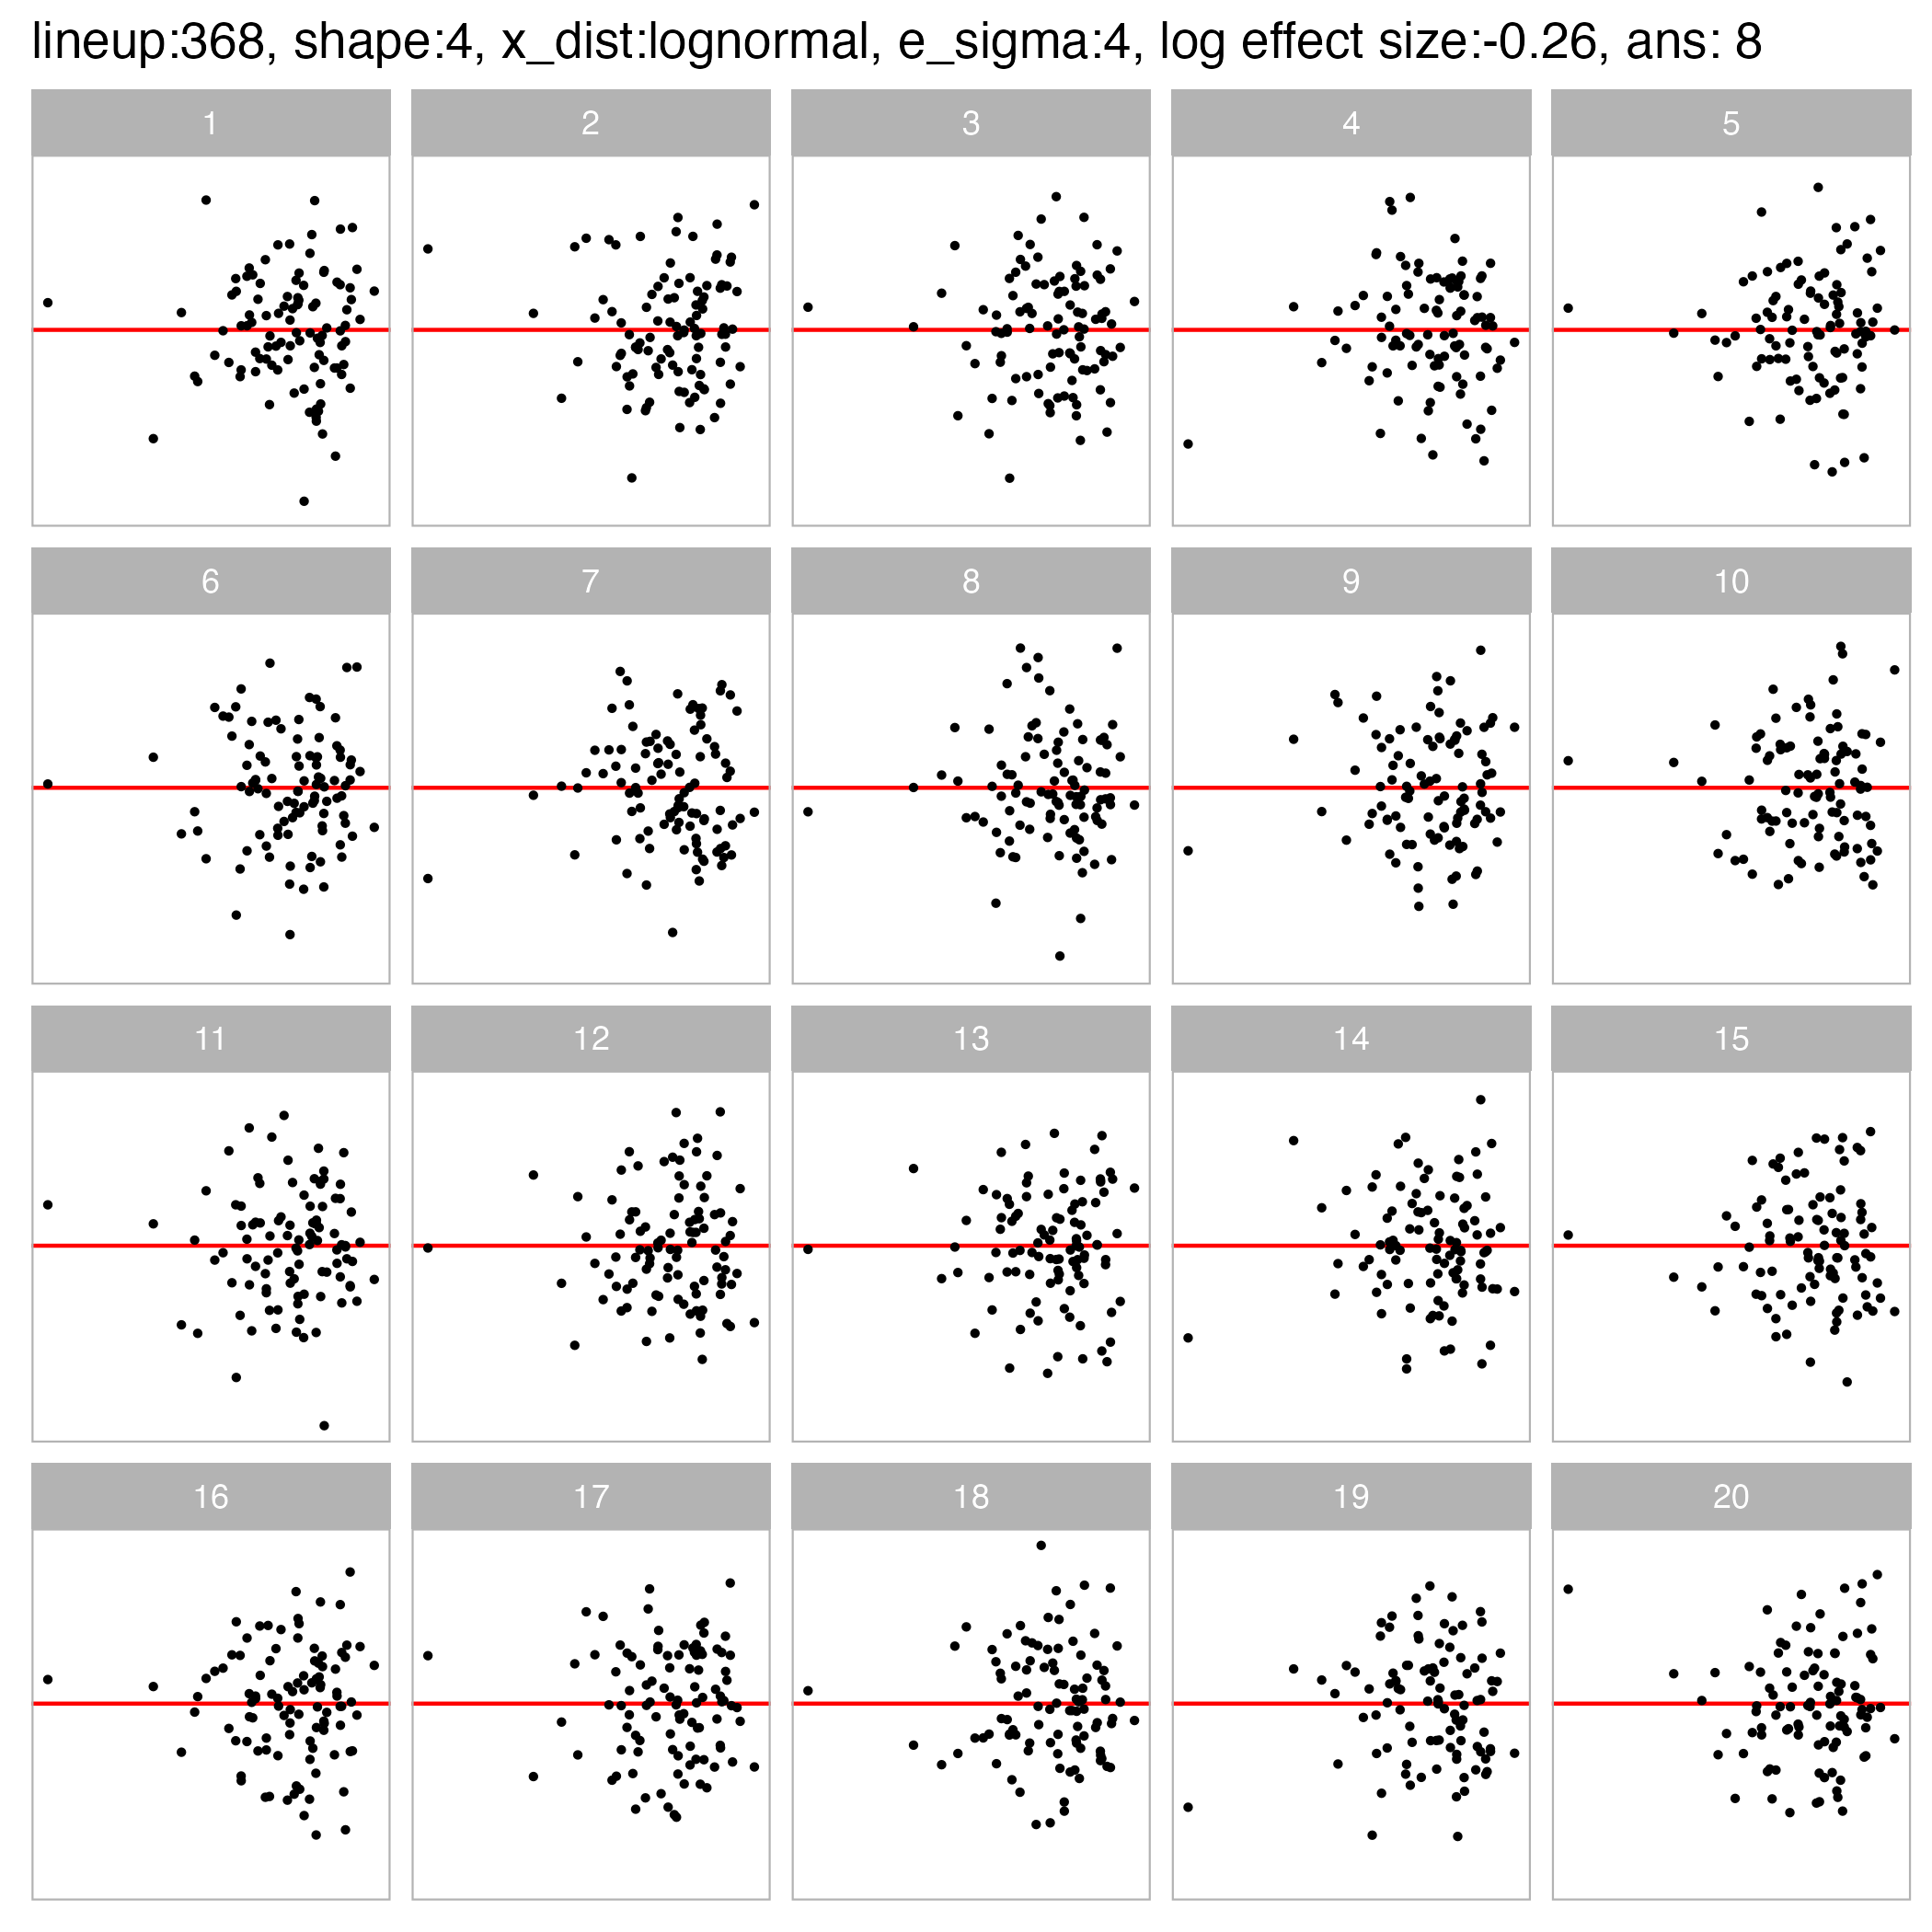 lineup:368, shape:4, x_dist:lognormal, e_sigma:4, log effect size:-0.26, ans: 8
1 2 3 4 5
6 7 8 9 10
11 12 13 14 15
16 17 18 19 20